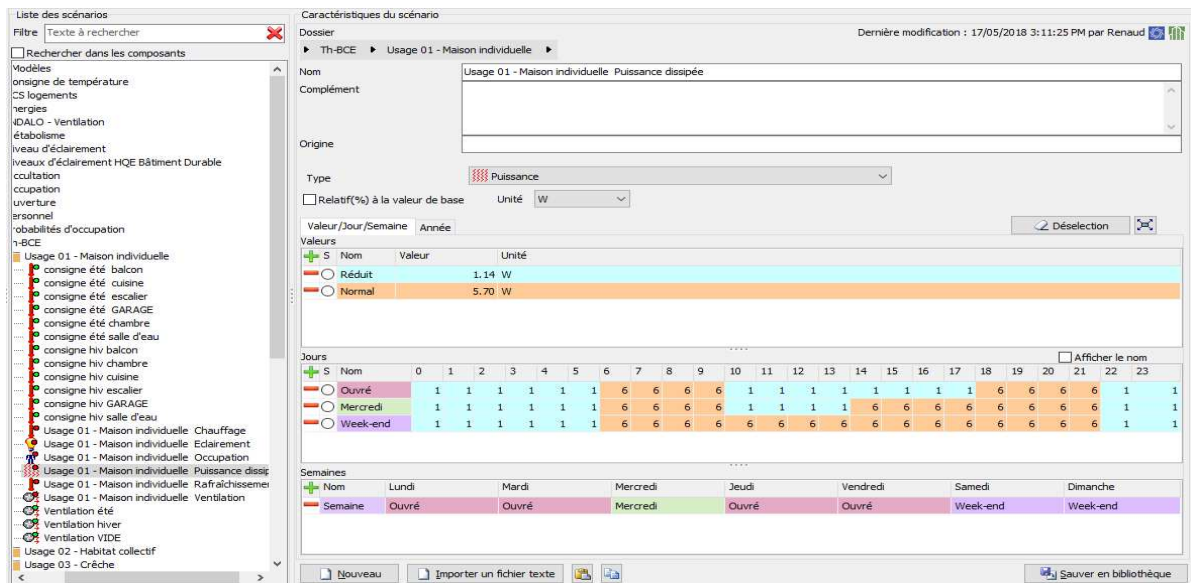 Liste des scénarios
Filtre Texte à rechercher
Rechercher dans les composants
Modèles
onsigne de température
CS logements
nergies
NDALO - Ventilation
étabolisme
iveau d'éclairement
iveaux d'éclairement HQE Bâtiment Durable
ccultation
ccupation
uverture
ersonnel
robabilités d'occupation
h-BCE
Usage 01 - Maison individuelle
consigne été balcon
consigne été cuisine
consigne été escalier
consigne été GARAGE
consigne été chambre
consigne été salle d'eau
consigne hiv balcon
consigne hiv chambre
consigne hiv cuisine
consigne hiv escalier
consigne hiv GARAGE
consigne hiv salle d'eau
Usage 01 - Maison individuelle Chauffage
Usage 01 - Maison individuelle Eclairement
Usage 01 - Maison individuelle Occupation
Usage 01 - Maison individuelle Puissance dissip
Usage 01 - Maison individuelle Rafraîchisseme
Usage 01 - Maison individuelle Ventilation
Ventilation été
Ventilation hiver
Ventilation VIDE
Usage 02 - Habitat collectif
Usage 03 - Crêche
Caractéristiques du scénario
Dossier Dernière modification : 17/05/2018 3:11:25 PM par Renaud
Th-BCE Usage 01 - Maison individuelle
Nom Usage 01 - Maison individuelle Puissance dissipée
Complément
Origine
Type Puissance
Relatif(%) à la valeur de base Unité W
Valeur/Jour/Semaine Année Déselection
Valeurs
S Nom Valeur Unité
Réduit 1.14 W
Normal 5.70 W
Jours Afficher le nom
S Nom 0 1 2 3 4 5 6 7 8 9 10 11 12 13 14 15 16 17 18 19 20 21 22 23
Ouvré 1 1 1 1 1 1 6 6 6 6 1 1 1 1 1 1 1 1 6 6 6 6 1 1
Mercredi 1 1 1 1 1 1 6 6 6 6 1 1 1 1 6 6 6 6 6 6 6 6 1 1
Week-end 1 1 1 1 1 1 6 6 6 6 6 6 6 6 6 6 6 6 6 6 6 6 1 1
Semaines
Nom Lundi Mardi Mercredi Jeudi Vendredi Samedi Dimanche
Semaine Ouvré Ouvré Mercredi Ouvré Ouvré Week-end Week-end
Nouveau Importer un fichier texte Sauver en bibliothèque